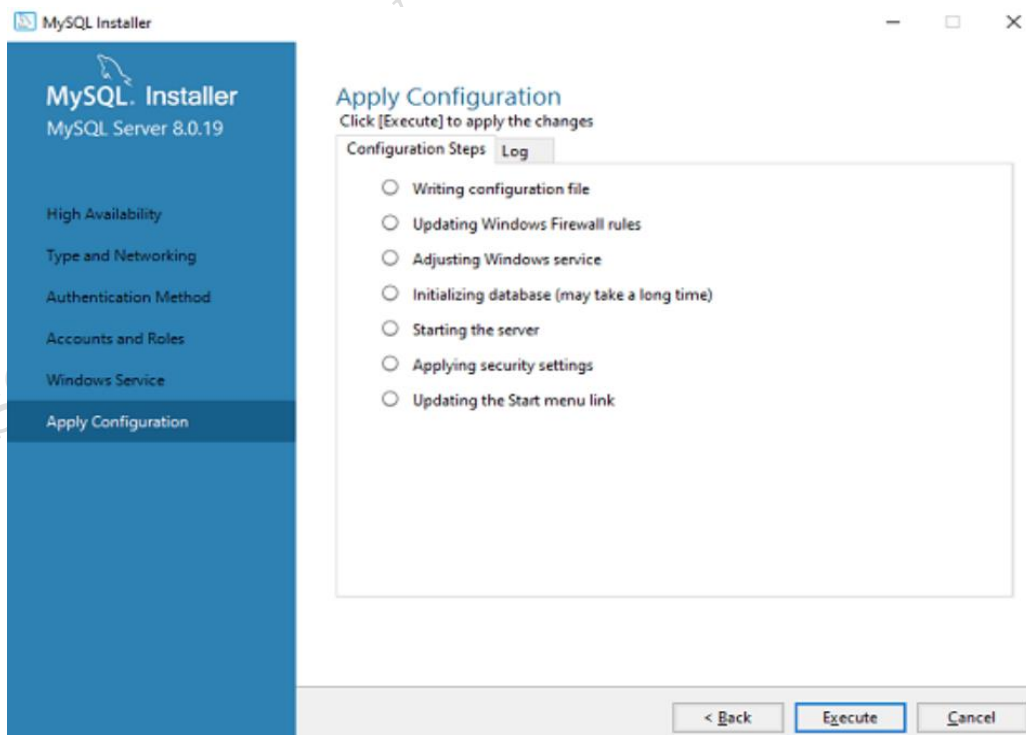 MySQL Installer
MySQL. Installer
MySQL Server 8.0.19
High Availability
Type and Networking
Authentication Method
Accounts and Roles
Windows Service
Apply Configuration
Apply Configuration
Click [Execute] to apply the changes
Configuration Steps Log
Writing configuration file
Updating Windows Firewall rules
Adjusting Windows service
Initializing database (may take a long time)
Starting the server
Applying security settings
Updating the Start menu link
< Back Execute Cancel